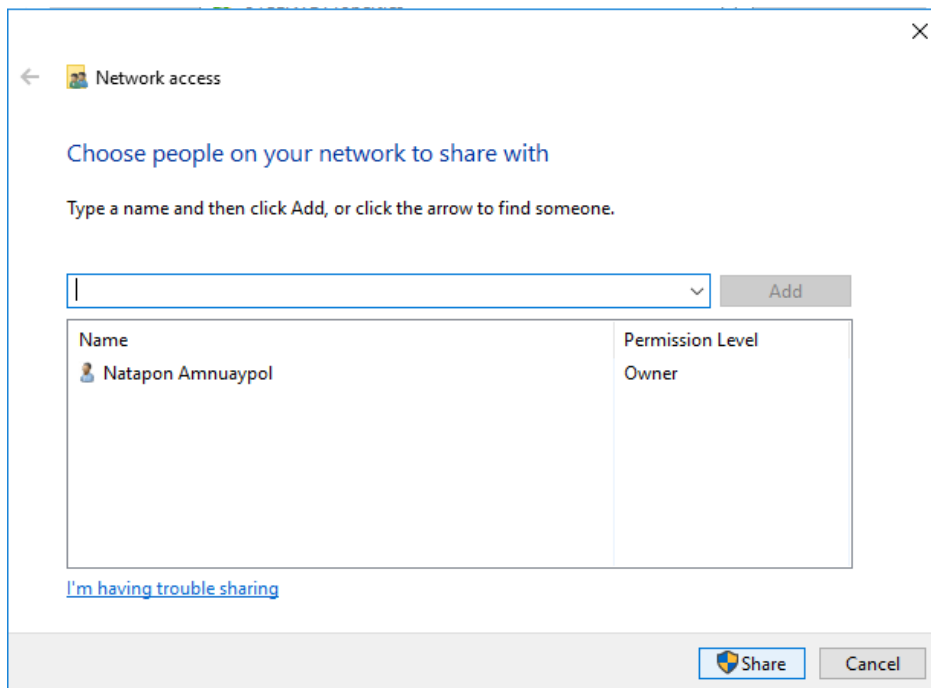 Network access
Choose people on your network to share with
Type a name and then click Add, or click the arrow to find someone.
Add
Name Permission Level
Natapon Amnuaypol Owner
I'm having trouble sharing
Share Cancel